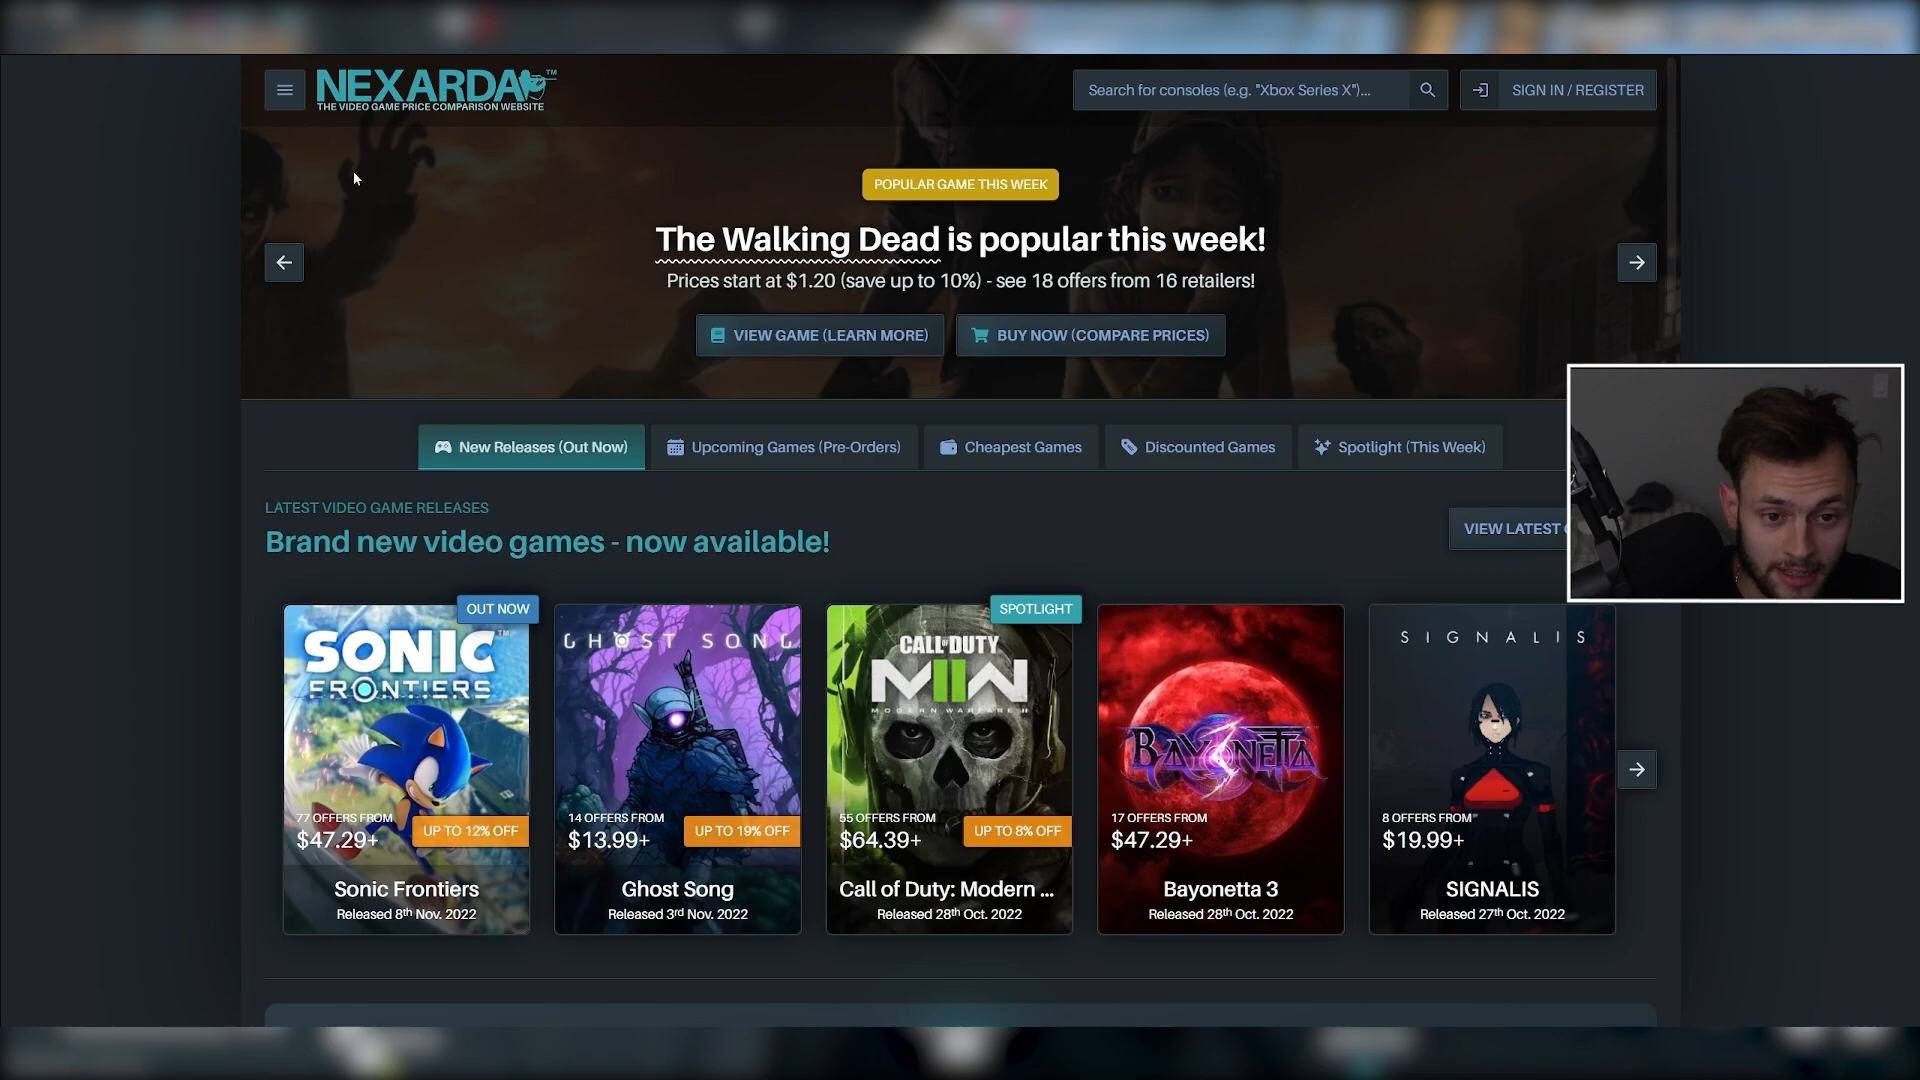 NEXARDA™
THE VIDEO GAME PRICE COMPARISON WEBSITE
Search for consoles (e.g. "Xbox Series X")...
SIGN IN / REGISTER
POPULAR GAME THIS WEEK
The Walking Dead is popular this week!
Prices start at $1.20 (save up to 10%) - see 18 offers from 16 retailers!
VIEW GAME (LEARN MORE)
BUY NOW (COMPARE PRICES)
New Releases (Out Now)
Upcoming Games (Pre-Orders)
Cheapest Games
Discounted Games
Spotlight (This Week)
LATEST VIDEO GAME RELEASES
Brand new video games - now available!
VIEW LATEST
OUT NOW
SONIC™
FRONTIERS
77 OFFERS FROM
$47.29+
UP TO 12% OFF
Sonic Frontiers
Released 8th Nov. 2022
GHOST SONG
14 OFFERS FROM
$13.99+
UP TO 19% OFF
Ghost Song
Released 3rd Nov. 2022
SPOTLIGHT
CALL OF DUTY
MWII
MODERN WARFARE II
55 OFFERS FROM
$64.39+
UP TO 8% OFF
Call of Duty: Modern ...
Released 28th Oct. 2022
BAYONETTA
17 OFFERS FROM
$47.29+
Bayonetta 3
Released 28th Oct. 2022
SIGNALIS
8 OFFERS FROM
$19.99+
SIGNALIS
Released 27th Oct. 2022